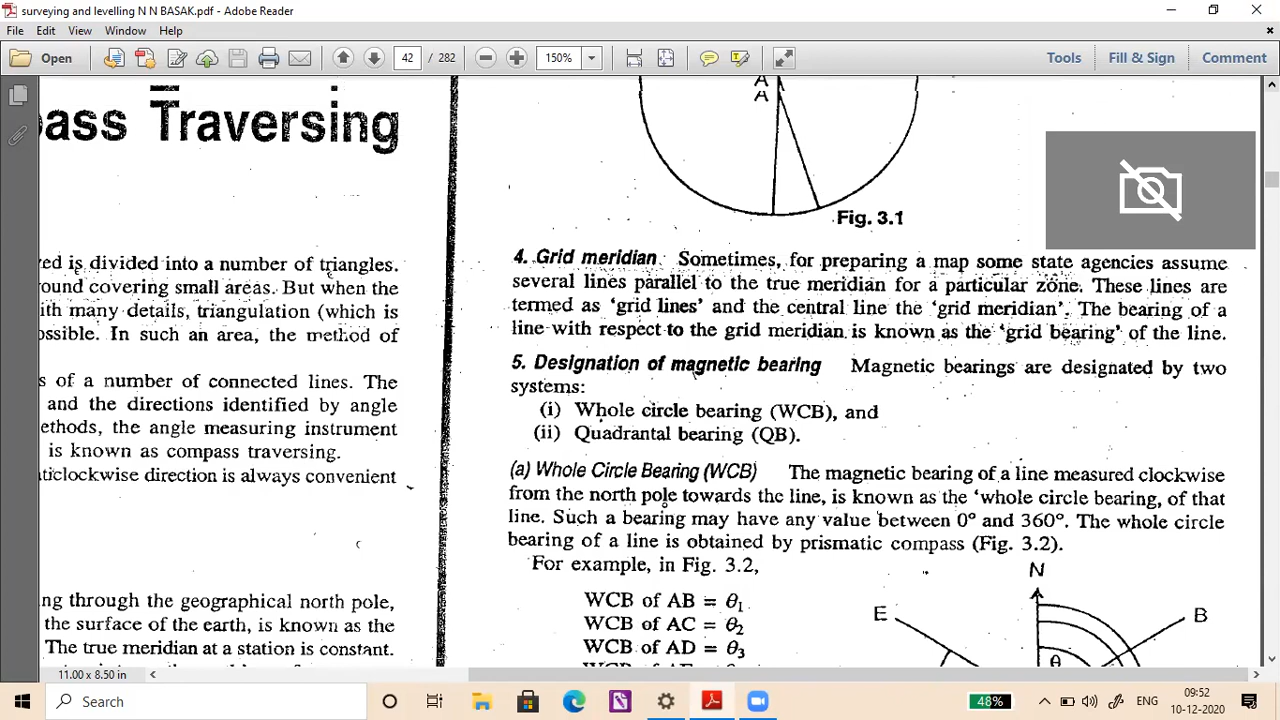 surveying and levelling N N BASAK.pdf - Adobe Reader
File Edit View Window Help
Open 42 / 282 150% Tools Fill & Sign Comment
pass Traversing
is divided into a number of triangles.
covering small areas. But when the
with many details, triangulation (which is
In such an area, the method of
of a number of connected lines. The
and the directions identified by angle
the angle measuring instrument
is known as compass traversing.
direction is always convenient
through the geographical north pole,
the surface of the earth, is known as the
The true meridian at a station is constant.
A
A
Fig. 3.1
4. Grid meridian Sometimes, for preparing a map some state agencies assume
several lines parallel to the true meridian for a particular zone. These lines are
termed as 'grid lines' and the central line the 'grid meridian'. The bearing of a
line with respect to the grid meridian is known as the 'grid bearing' of the line.
5. Designation of magnetic bearing Magnetic bearings are designated by two
systems:
(i) Whole circle bearing (WCB), and
(ii) Quadrantal bearing (QB).
(a) Whole Circle Bearing (WCB) The magnetic bearing of a line measured clockwise
from the north pole towards the line, is known as the 'whole circle bearing, of that
line. Such a bearing may have any value between 0° and 360°. The whole circle
bearing of a line is obtained by prismatic compass (Fig. 3.2).
For example, in Fig. 3.2,
WCB of AB = θ1
WCB of AC = θ2
WCB of AD = θ3
N
E
B
θ
11.00 x 8.50 in
Search
48%
ENG
09:52
10-12-2020